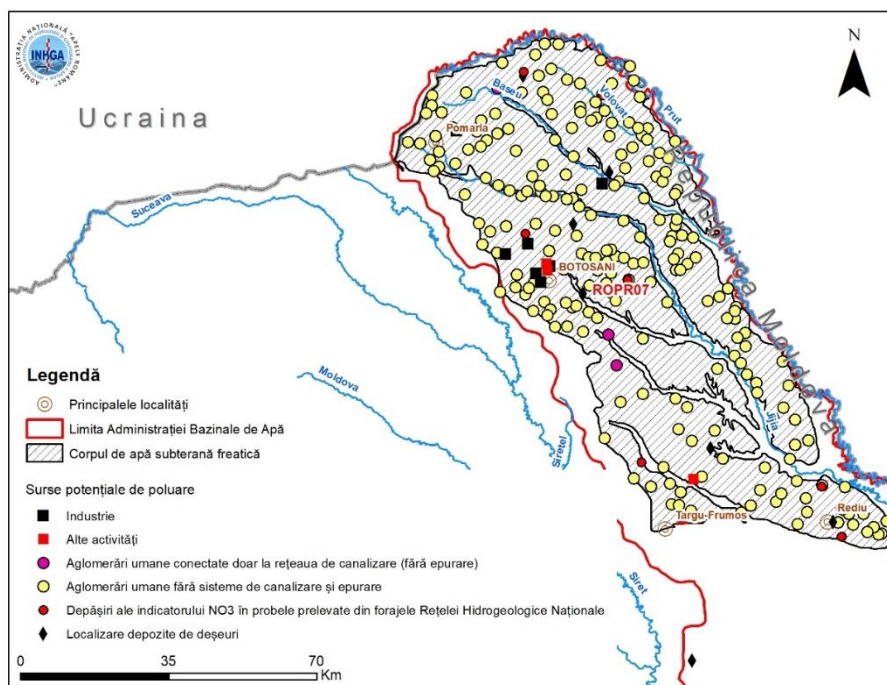 ADMINISTRAȚIA NAȚIONALĂ "APELE ROMÂNE"
INHGA
N
Ucraina
Republica Moldova
Baseu
Volovat
Prut
Pomarla
Suceava
BOTOSANI
ROPR07
Moldova
Siretel
Jijia
Targu-Frumos
Rediu
Siret
Legendă
Principalele localități
Limita Administrației Bazinale de Apă
Corpul de apă subterană freatică
Surse potențiale de poluare
Industrie
Alte activități
Aglomerări umane conectate doar la rețeaua de canalizare (fără epurare)
Aglomerări umane fără sisteme de canalizare și epurare
Depășiri ale indicatorului NO3 în probele prelevate din forajele Rețelei Hidrogeologice Naționale
Localizare depozite de deșeuri
0 35 70
Km